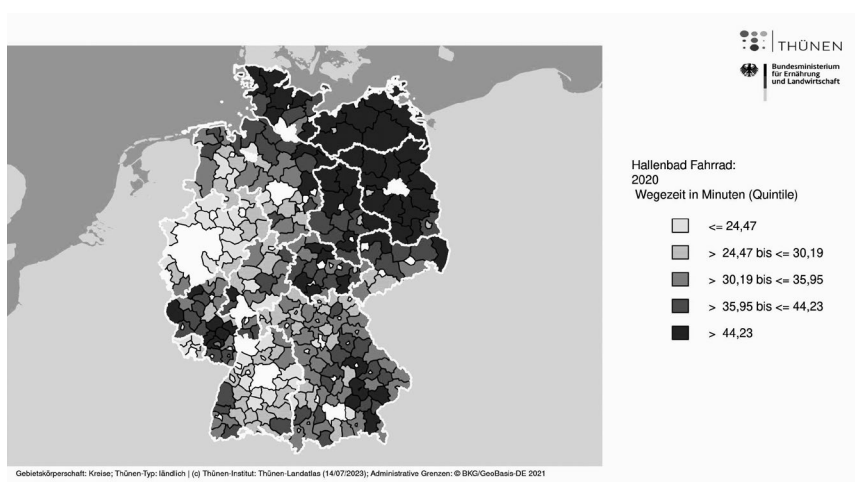 THÜNEN
Bundesministerium
für Ernährung
und Landwirtschaft
Hallenbad Fahrrad:
2020
Wegezeit in Minuten (Quintile)
<= 24,47
> 24,47 bis <= 30,19
> 30,19 bis <= 35,95
> 35,95 bis <= 44,23
> 44,23
Gebietskörperschaft: Kreise; Thünen-Typ: ländlich | (c) Thünen-Institut: Thünen-Landatlas (14/07/2023); Administrative Grenzen: © BKG/GeoBasis-DE 2021